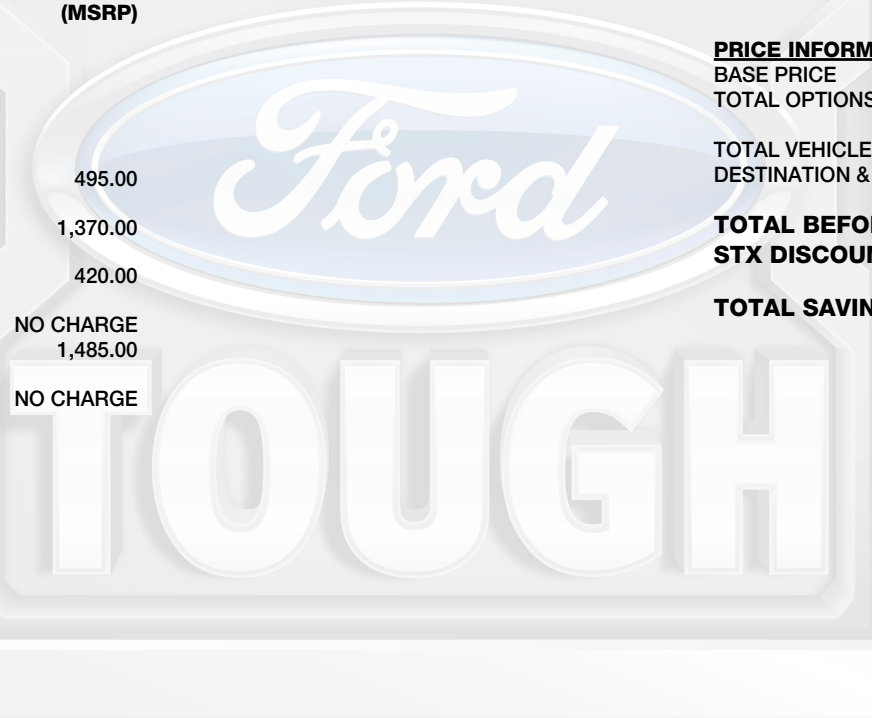 (MSRP)
495.00
1,370.00
420.00
NO CHARGE
1,485.00
NO CHARGE
PRICE INFORM
BASE PRICE
TOTAL OPTIONS
TOTAL VEHICLE
DESTINATION &
TOTAL BEFO
STX DISCOUN
TOTAL SAVIN
Ford
TOUGH